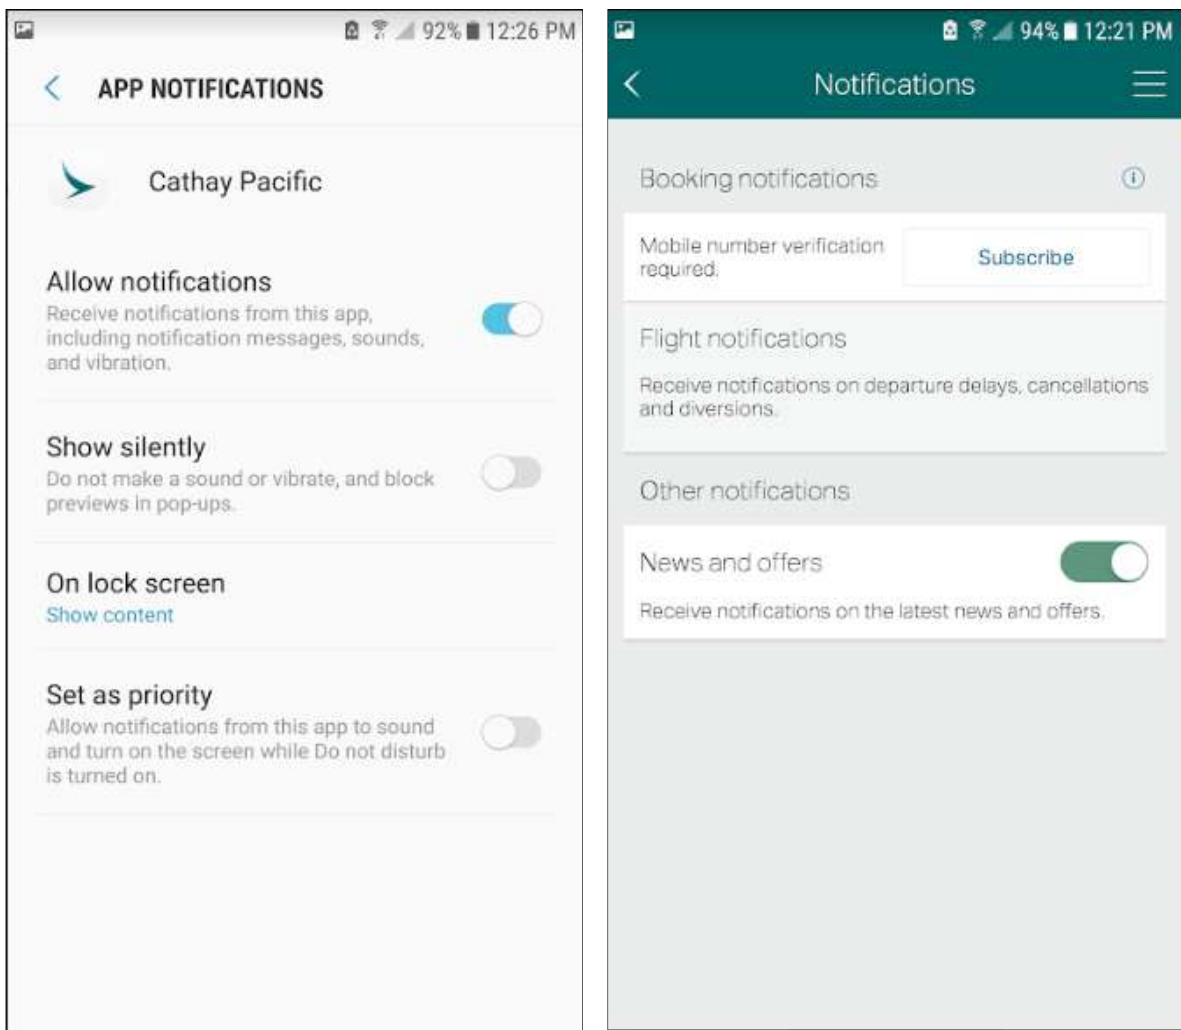 92% 12:26 PM
APP NOTIFICATIONS
Cathay Pacific
Allow notifications
Receive notifications from this app,
including notification messages, sounds,
and vibration.
Show silently
Do not make a sound or vibrate, and block
previews in pop-ups.
On lock screen
Show content
Set as priority
Allow notifications from this app to sound
and turn on the screen while Do not disturb
is turned on.
94% 12:21 PM
Notifications
Booking notifications
Mobile number verification
required.
Subscribe
Flight notifications
Receive notifications on departure delays, cancellations
and diversions.
Other notifications
News and offers
Receive notifications on the latest news and offers.